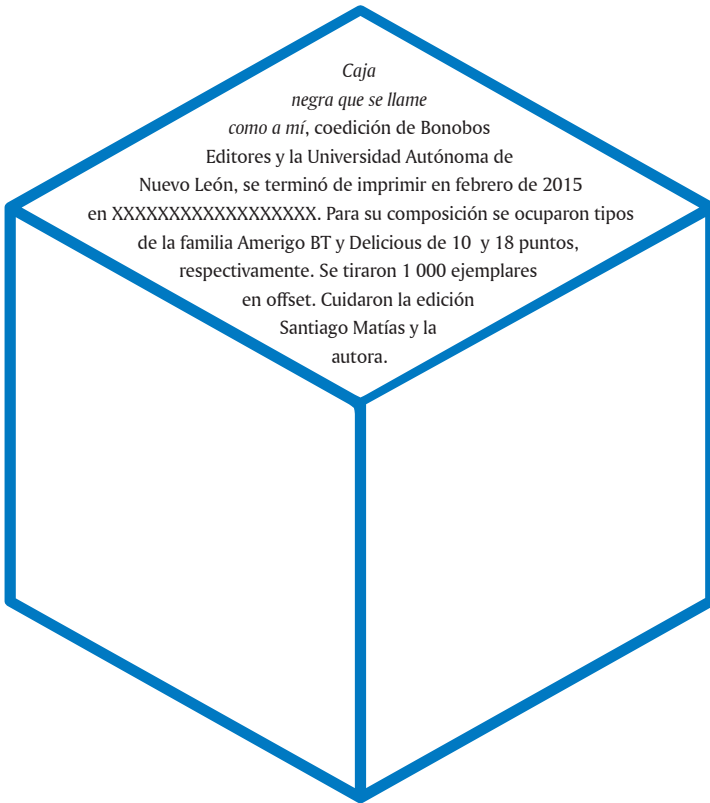 Caja
negra que se llame
como a mí, coedición de Bonobos
Editores y la Universidad Autónoma de
Nuevo León, se terminó de imprimir en febrero de 2015
en XXXXXXXXXXXXXXXXXX. Para su composición se ocuparon tipos
de la familia Amerigo BT y Delicious de 10  y 18 puntos,
respectivamente. Se tiraron 1 000 ejemplares
en offset. Cuidaron la edición
Santiago Matías y la
autora.